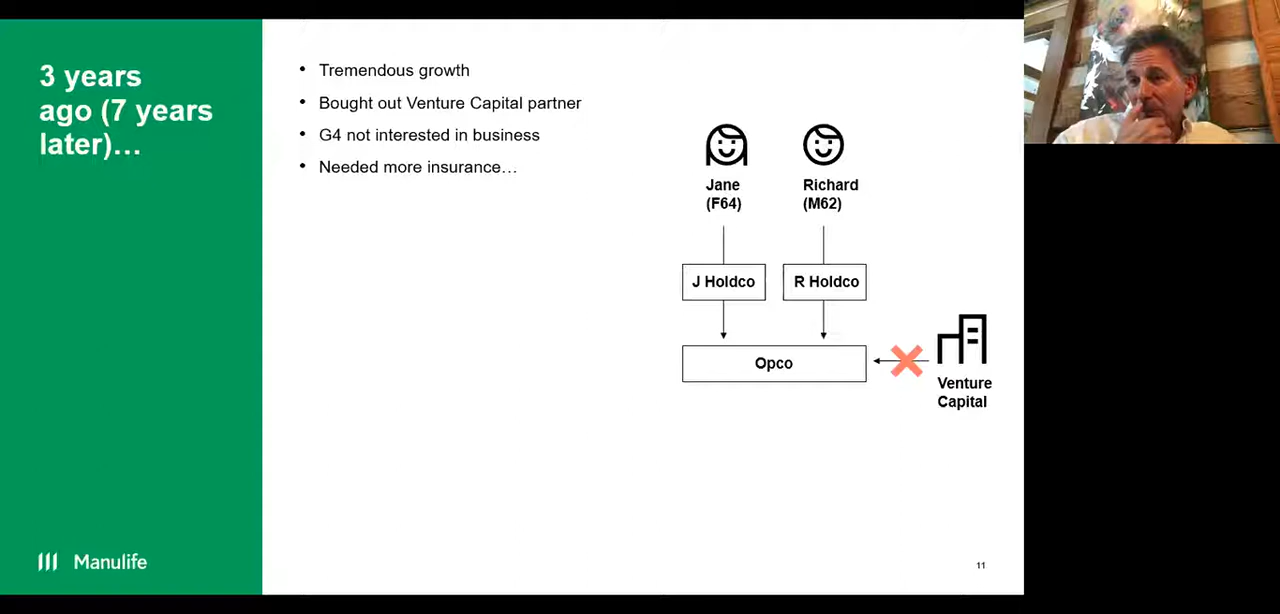 3 years
ago (7 years
later)…
• Tremendous growth
• Bought out Venture Capital partner
• G4 not interested in business
• Needed more insurance…
Jane
(F64)
Richard
(M62)
J Holdco
R Holdco
Opco
Venture
Capital
Manulife
11